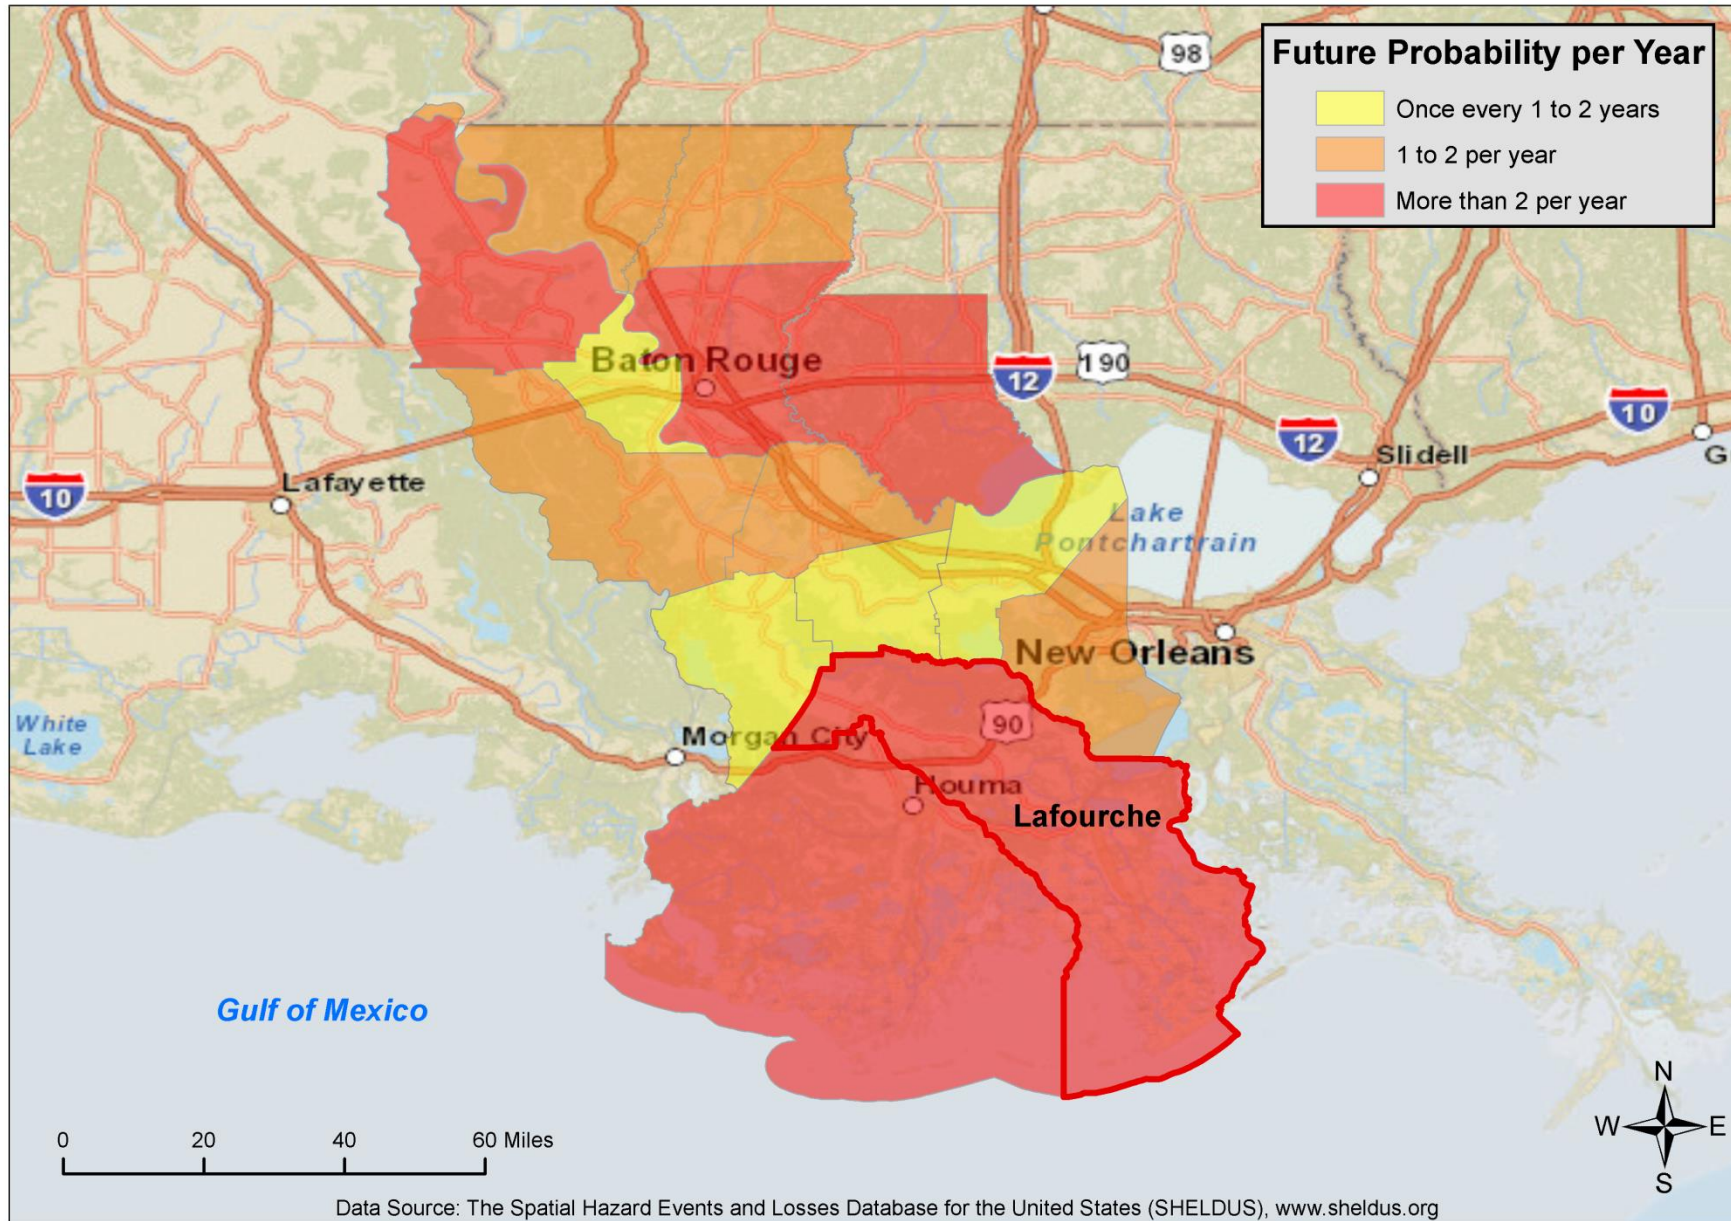 98
Future Probability per Year
Once every 1 to 2 years
1 to 2 per year
More than 2 per year
Baton Rouge
12
190
10
12
Slidell
G
10
Lafayette
Lake
Pontchartrain
New Orleans
White
Lake
Morgan City
90
Houma
Lafourche
Gulf of Mexico
N
W
E
S
0
20
40
60 Miles
Data Source: The Spatial Hazard Events and Losses Database for the United States (SHELDUS), www.sheldus.org